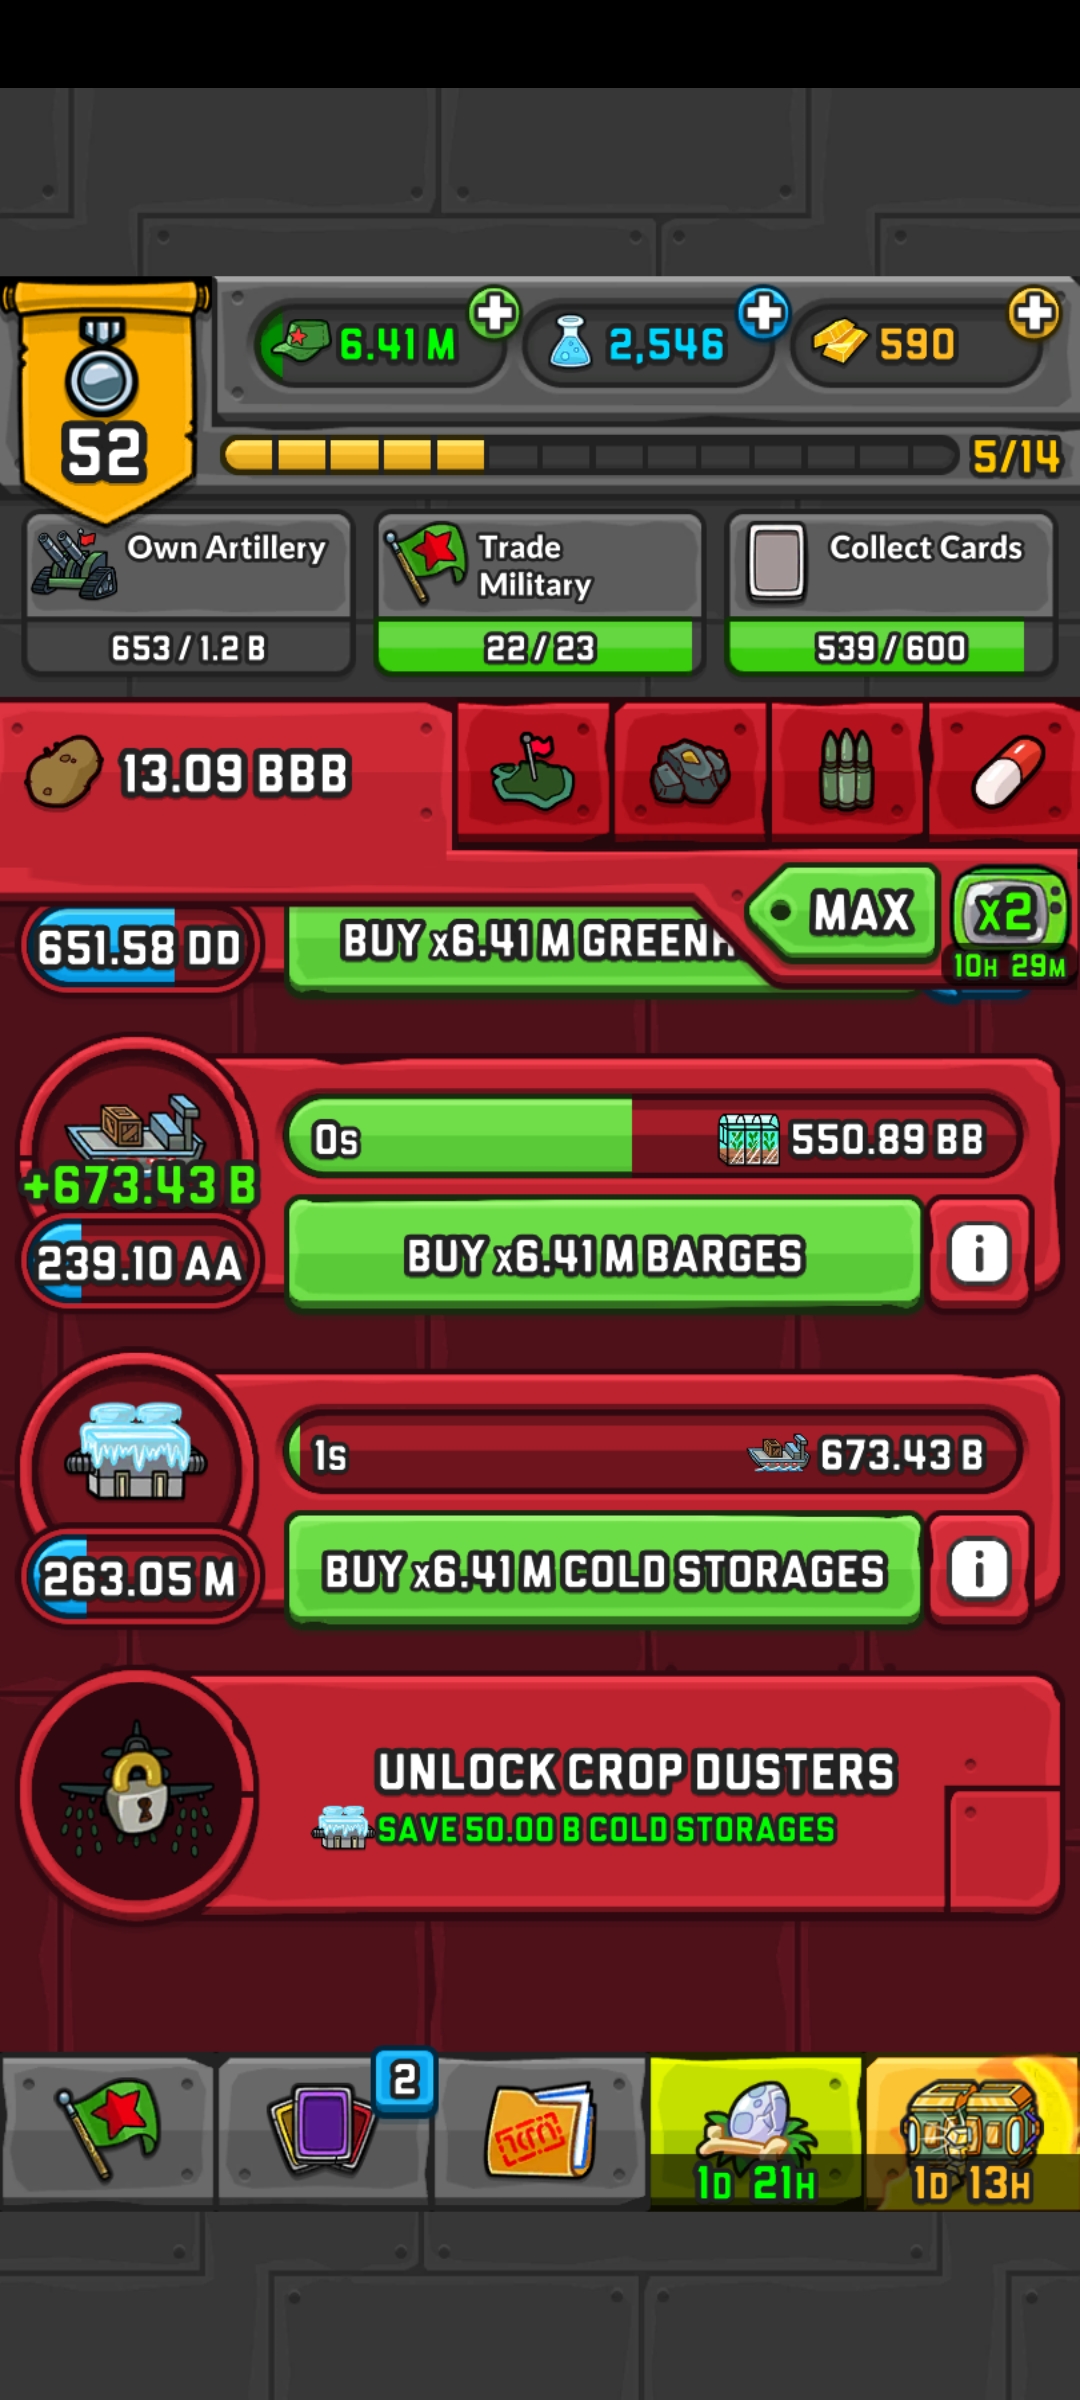 6.41 M
2,546
590
52
5/14
Own Artillery
653 / 1.2 B
Trade
Military
22 / 23
Collect Cards
539 / 600
13.09 BBB
MAX
x2
10H 29M
651.58 DD
BUY x6.41 M GREENH
0s
550.89 BB
+673.43 B
239.10 AA
BUY x6.41 M BARGES
i
1s
673.43 B
263.05 M
BUY x6.41 M COLD STORAGES
i
UNLOCK CROP DUSTERS
SAVE 50.00 B COLD STORAGES
2
1D 21H
1D 13H